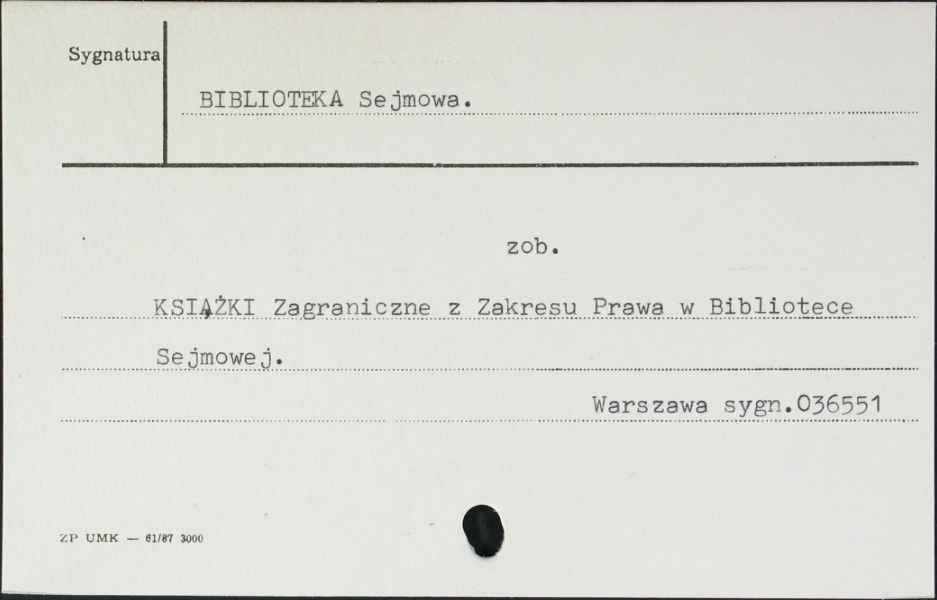 Sygnatura
BIBLIOTEKA Sejmowa.
zob.
KSIĄŻKI Zagraniczne z Zakresu Prawa w Bibliotece
Sejmowej.
Warszawa sygn.036551
ZP UMK — 61/87 3000